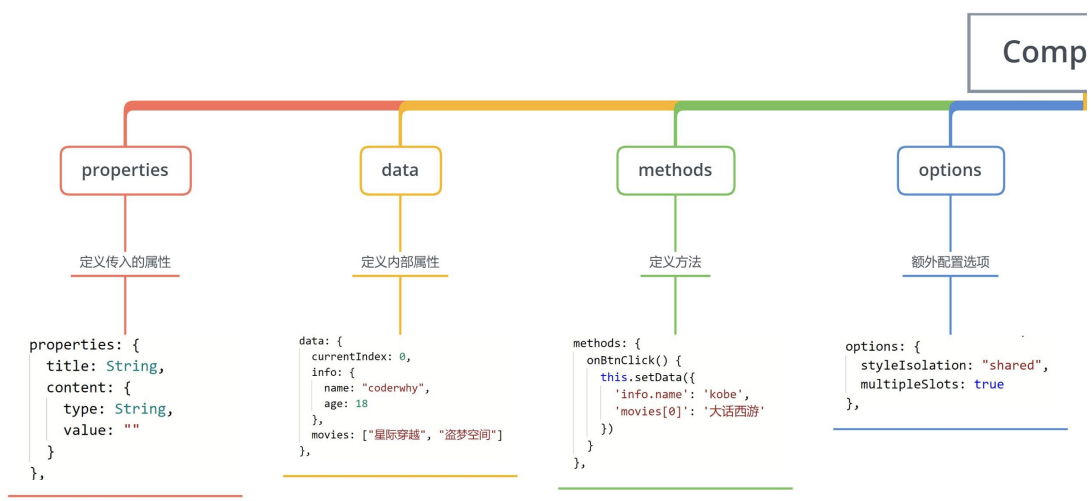 Comp
properties
data
methods
options
定义传入的属性
定义内部属性
定义方法
额外配置选项
properties: {
title: String,
content: {
type: String,
value: ""
}
},
data: {
currentIndex: 0,
info: {
name: "coderwhy",
age: 18
},
movies: ["星际穿越", "盗梦空间"]
},
methods: {
onBtnClick() {
this.setData({
'info.name': 'kobe',
'movies[0]': '大话西游'
})
}
},
options: {
styleIsolation: "shared",
multipleSlots: true
},